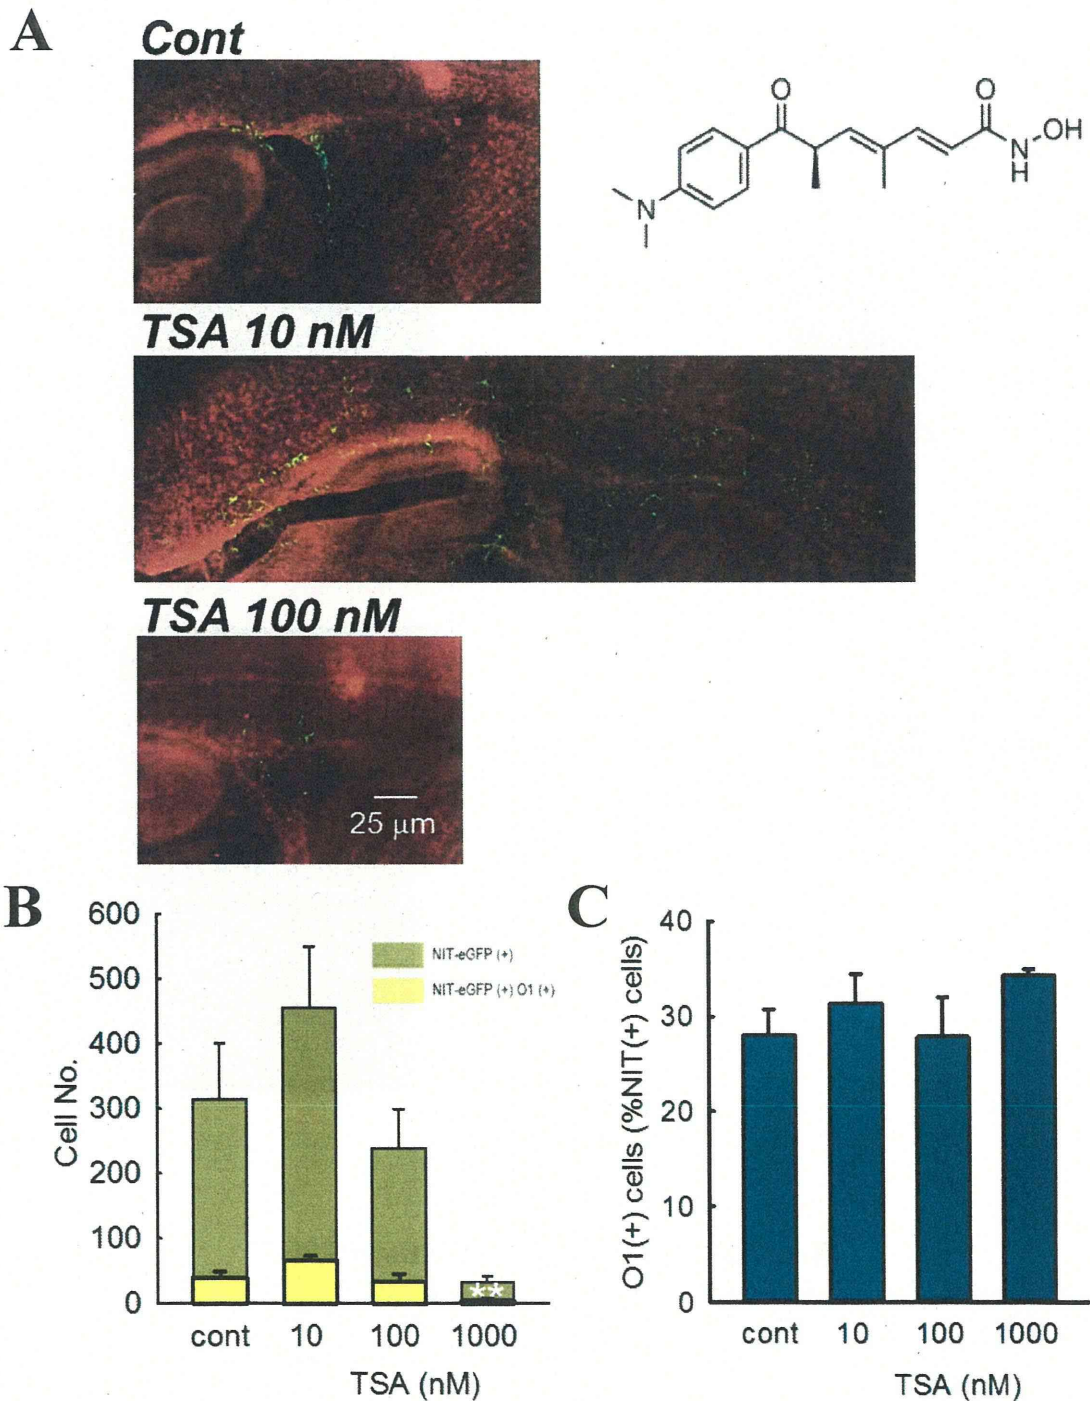 A
Cont
O
O
N
H
OH
N
TSA 10 nM
TSA 100 nM
25 µm
B
600
500
400
300
200
100
0
Cell No.
NIT-eGFP (+)
NIT-eGFP (+) O1 (+)
**
cont 10 100 1000
TSA (nM)
C
40
30
20
10
0
O1(+) cells (%NIT(+) cells)
cont 10 100 1000
TSA (nM)